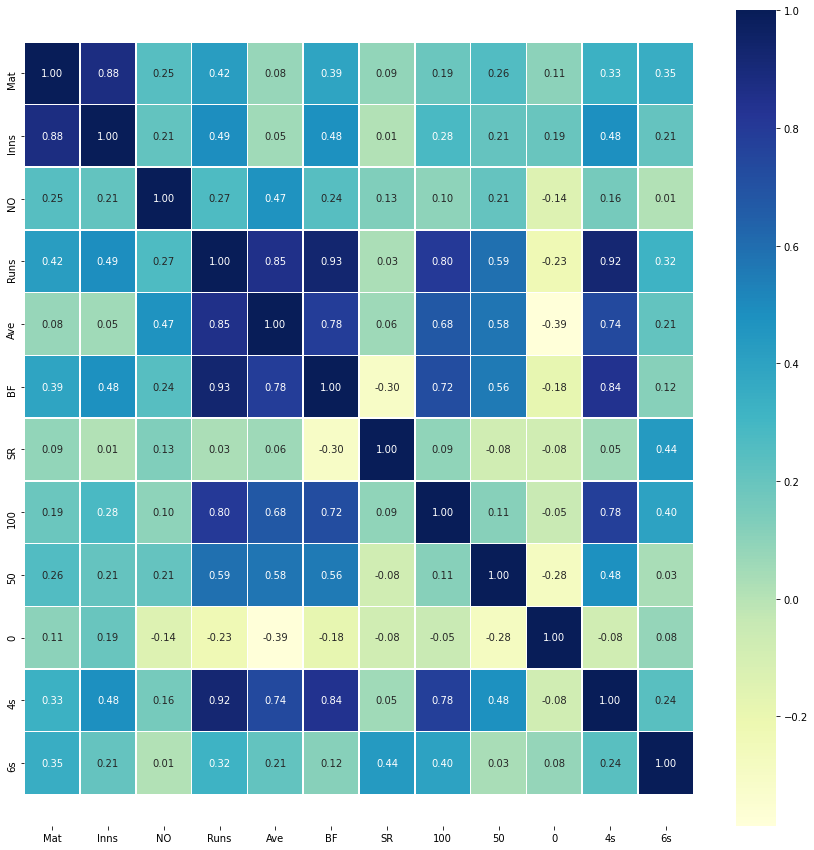 Mat 1.00 0.88 0.25 0.42 0.08 0.39 0.09 0.19 0.26 0.11 0.33 0.35
Inns 0.88 1.00 0.21 0.49 0.05 0.48 0.01 0.28 0.21 0.19 0.48 0.21
NO 0.25 0.21 1.00 0.27 0.47 0.24 0.13 0.10 0.21 -0.14 0.16 0.01
Runs 0.42 0.49 0.27 1.00 0.85 0.93 0.03 0.80 0.59 -0.23 0.92 0.32
Ave 0.08 0.05 0.47 0.85 1.00 0.78 0.06 0.68 0.58 -0.39 0.74 0.21
BF 0.39 0.48 0.24 0.93 0.78 1.00 -0.30 0.72 0.56 -0.18 0.84 0.12
SR 0.09 0.01 0.13 0.03 0.06 -0.30 1.00 0.09 -0.08 -0.08 0.05 0.44
100 0.19 0.28 0.10 0.80 0.68 0.72 0.09 1.00 0.11 -0.05 0.78 0.40
50 0.26 0.21 0.21 0.59 0.58 0.56 -0.08 0.11 1.00 -0.28 0.48 0.03
0 0.11 0.19 -0.14 -0.23 -0.39 -0.18 -0.08 -0.05 -0.28 1.00 -0.08 0.08
4s 0.33 0.48 0.16 0.92 0.74 0.84 0.05 0.78 0.48 -0.08 1.00 0.24
6s 0.35 0.21 0.01 0.32 0.21 0.12 0.44 0.40 0.03 0.08 0.24 1.00
Mat Inns NO Runs Ave BF SR 100 50 0 4s 6s
1.0
0.8
0.6
0.4
0.2
0.0
−0.2